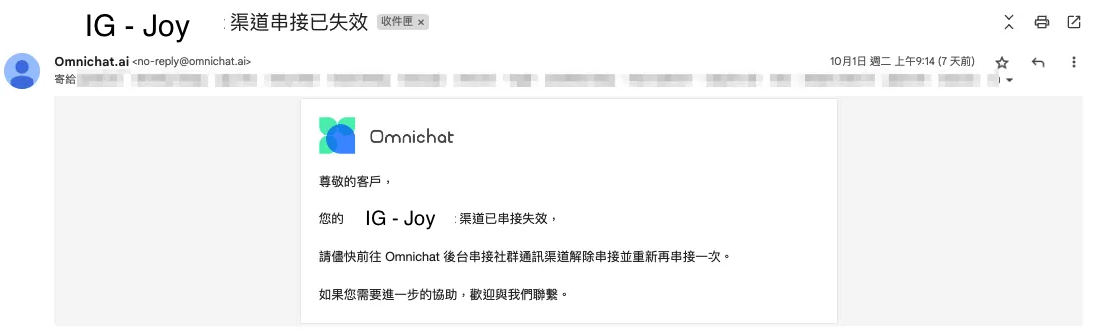 IG - Joy : 渠道串接已失效 收件匣 ×
Omnichat.ai <no-reply@omnichat.ai> 10月1日 週二 上午9:14 (7 天前)
寄給
Omnichat
尊敬的客戶，
您的 IG - Joy : 渠道已串接失效，
請儘快前往 Omnichat 後台串接社群通訊渠道解除串接並重新再串接一次。
如果您需要進一步的協助，歡迎與我們聯繫。